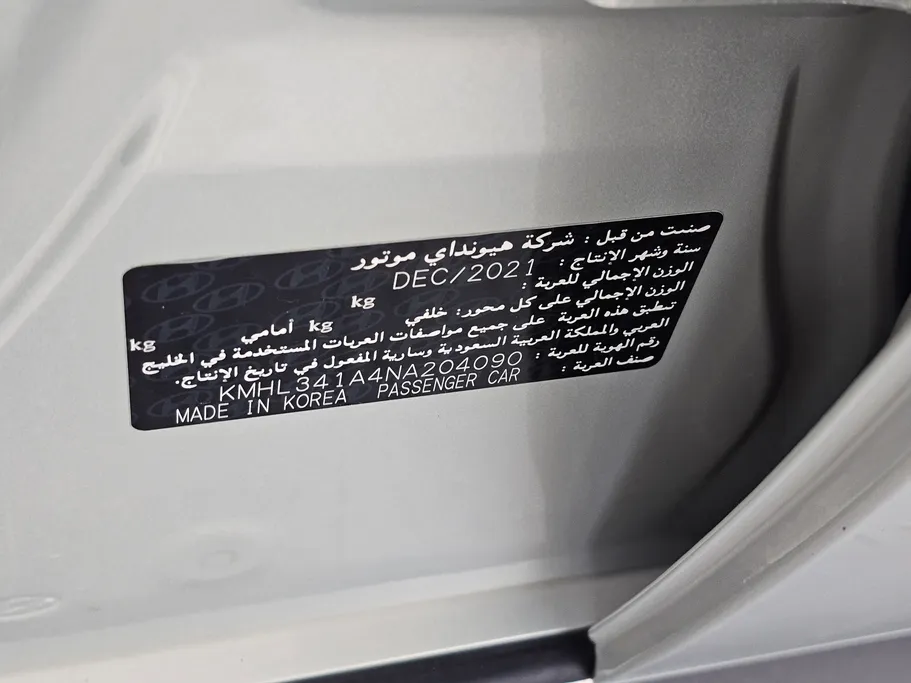 صنعت من قبل : شركة هيونداي موتور
سنة وشهر الإنتاج : DEC/2021
الوزن الإجمالي للعربة : kg
الوزن الإجمالي على كل محور: خلفي kg أمامي kg
تنطبق هذه العربة على جميع مواصفات العربات المستخدمة في الخليج
العربي والمملكة العربية السعودية وسارية المفعول في تاريخ الإنتاج.
رقم الهوية للعربة : KMHL341A4NA204090
صنف العربة : PASSENGER CAR
MADE IN KOREA